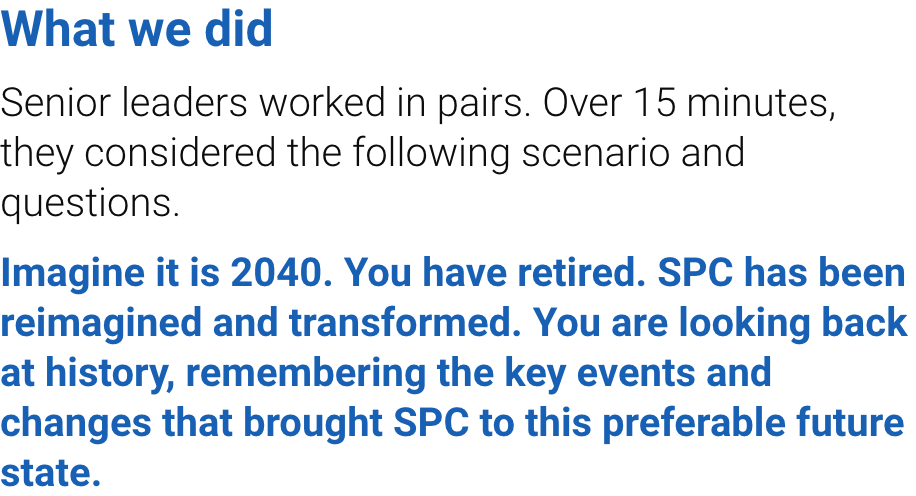 What we did
Senior leaders worked in pairs. Over 15 minutes,
they considered the following scenario and
questions.
Imagine it is 2040. You have retired. SPC has been
reimagined and transformed. You are looking back
at history, remembering the key events and
changes that brought SPC to this preferable future
state.